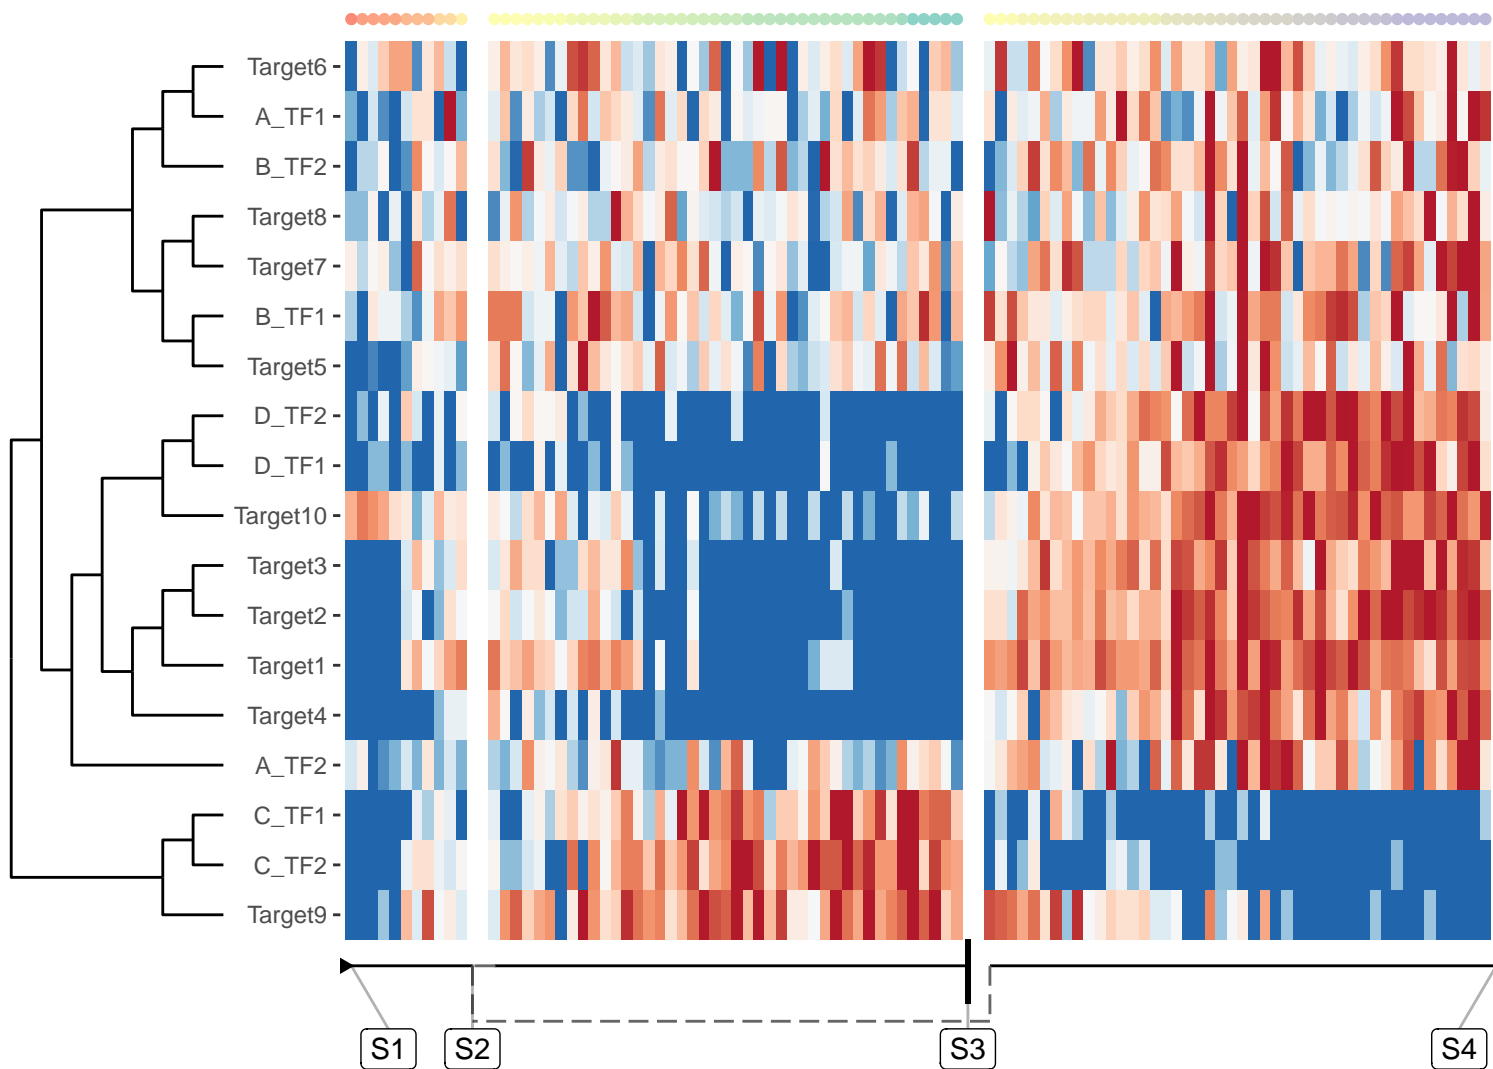 Target6
A_TF1
B_TF2
Target8
Target7
B_TF1
Target5
D_TF2
D_TF1
Target10
Target3
Target2
Target1
Target4
A_TF2
C_TF1
C_TF2
Target9
S1 S2 S3 S4